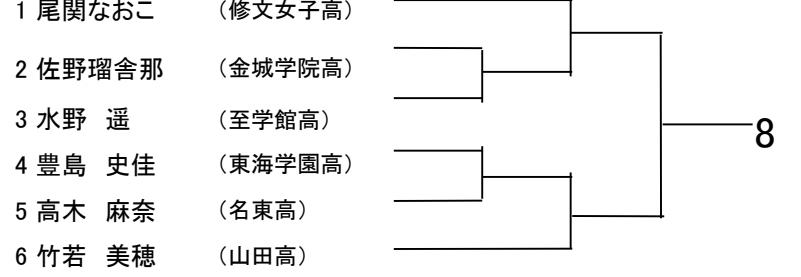 1 尾関なおこ (修文女子高)
2 佐野瑠舎那 (金城学院高)
3 水野　遥 (至学館高)
4 豊島　史佳 (東海学園高)
5 高木　麻奈 (名東高)
6 竹若　美穂 (山田高)
8